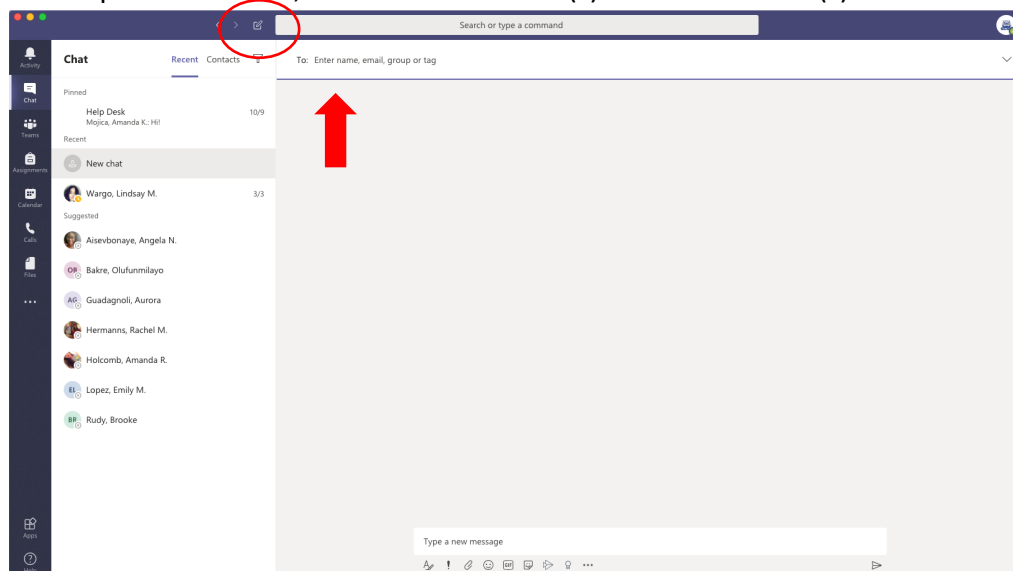 Search or type a command
Activity
Chat
Teams
Assignments
Calendar
Calls
Files
Apps
Help
Chat Recent Contacts
Pinned
Help Desk 10/9
Mojica, Amanda K.: Hi!
Recent
New chat
Wargo, Lindsay M. 3/3
Suggested
Aisevbonaye, Angela N.
OB Bakre, Olufunmilayo
AG Guadagnoli, Aurora
Hermanns, Rachel M.
Holcomb, Amanda R.
EL Lopez, Emily M.
BR Rudy, Brooke
To: Enter name, email, group or tag
Type a new message
GIF